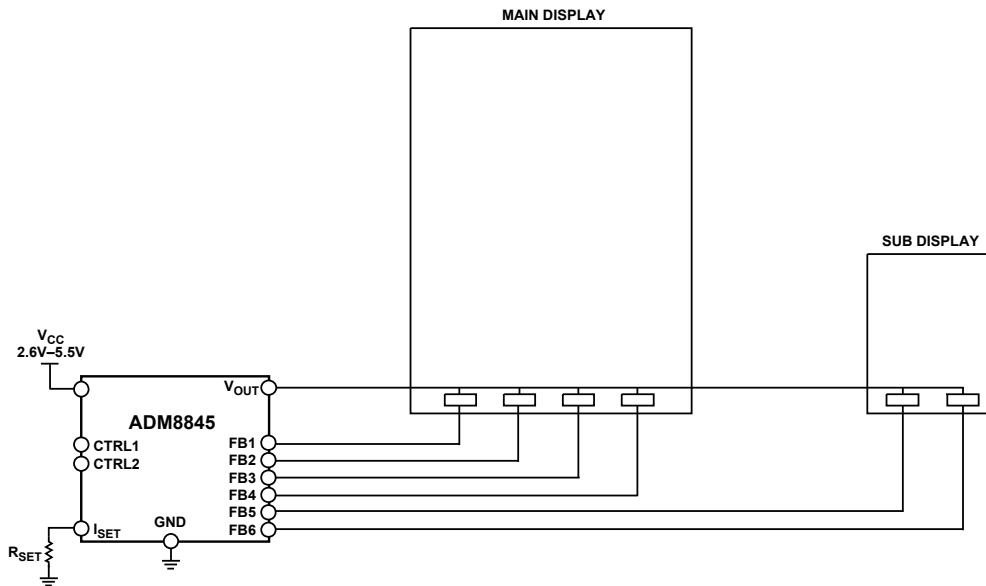 MAIN DISPLAY
SUB DISPLAY
VCC
2.6V–5.5V
VOUT
ADM8845
FB1
CTRL1
FB2
CTRL2
FB3
FB4
FB5
ISET
GND
FB6
RSET